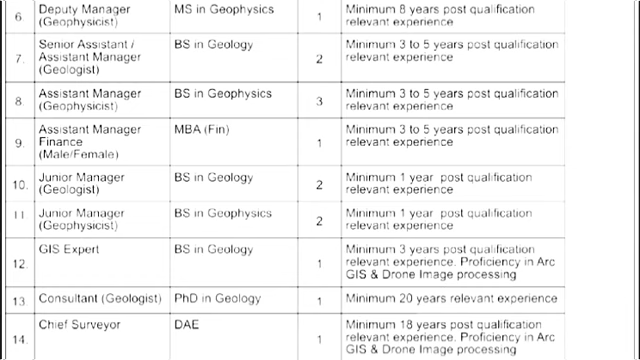 6. Deputy Manager (Geophysicist) MS in Geophysics 1 Minimum 8 years post qualification relevant experience
7. Senior Assistant / Assistant Manager (Geologist) BS in Geology 2 Minimum 3 to 5 years post qualification relevant experience
8. Assistant Manager (Geophysicist) BS in Geophysics 3 Minimum 3 to 5 years post qualification relevant experience
9. Assistant Manager Finance (Male/Female) MBA (Fin) 1 Minimum 3 to 5 years post qualification relevant experience
10. Junior Manager (Geologist) BS in Geology 2 Minimum 1 year post qualification relevant experience
11. Junior Manager (Geophysicist) BS in Geophysics 2 Minimum 1 year post qualification relevant experience
12. GIS Expert BS in Geology 1 Minimum 3 years post qualification relevant experience. Proficiency in Arc GIS & Drone Image processing
13. Consultant (Geologist) PhD in Geology 1 Minimum 20 years relevant experience
14. Chief Surveyor DAE 1 Minimum 18 years post qualification relevant experience. Proficiency in Arc GIS & Drone Image processing